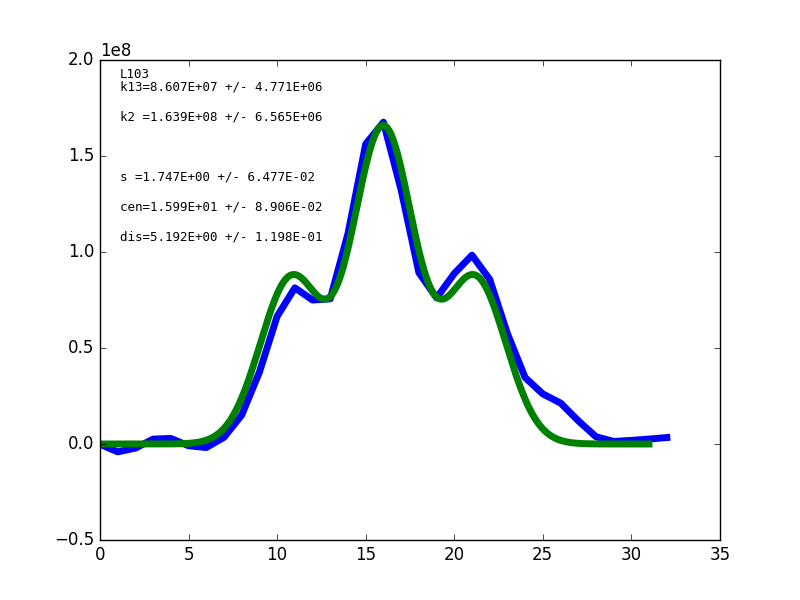 1e8
2.0
1.5
1.0
0.5
0.0
−0.5
L103
k13=8.607E+07 +/- 4.771E+06
k2 =1.639E+08 +/- 6.565E+06
s =1.747E+00 +/- 6.477E-02
cen=1.599E+01 +/- 8.906E-02
dis=5.192E+00 +/- 1.198E-01
0 5 10 15 20 25 30 35